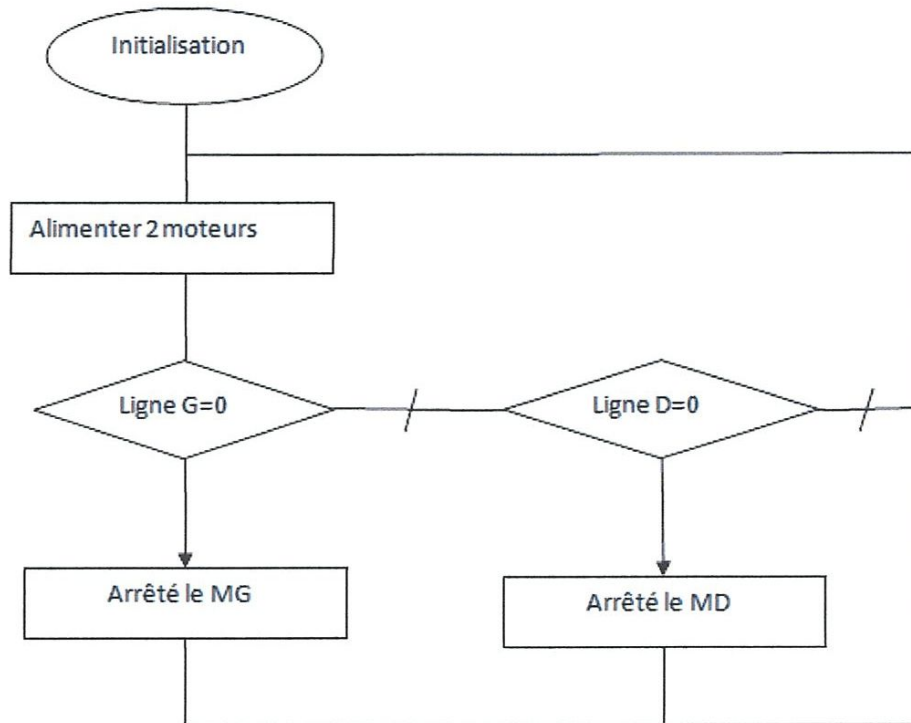 Initialisation
Alimenter 2 moteurs
Ligne G=0
Ligne D=0
Arrêté le MG
Arrêté le MD